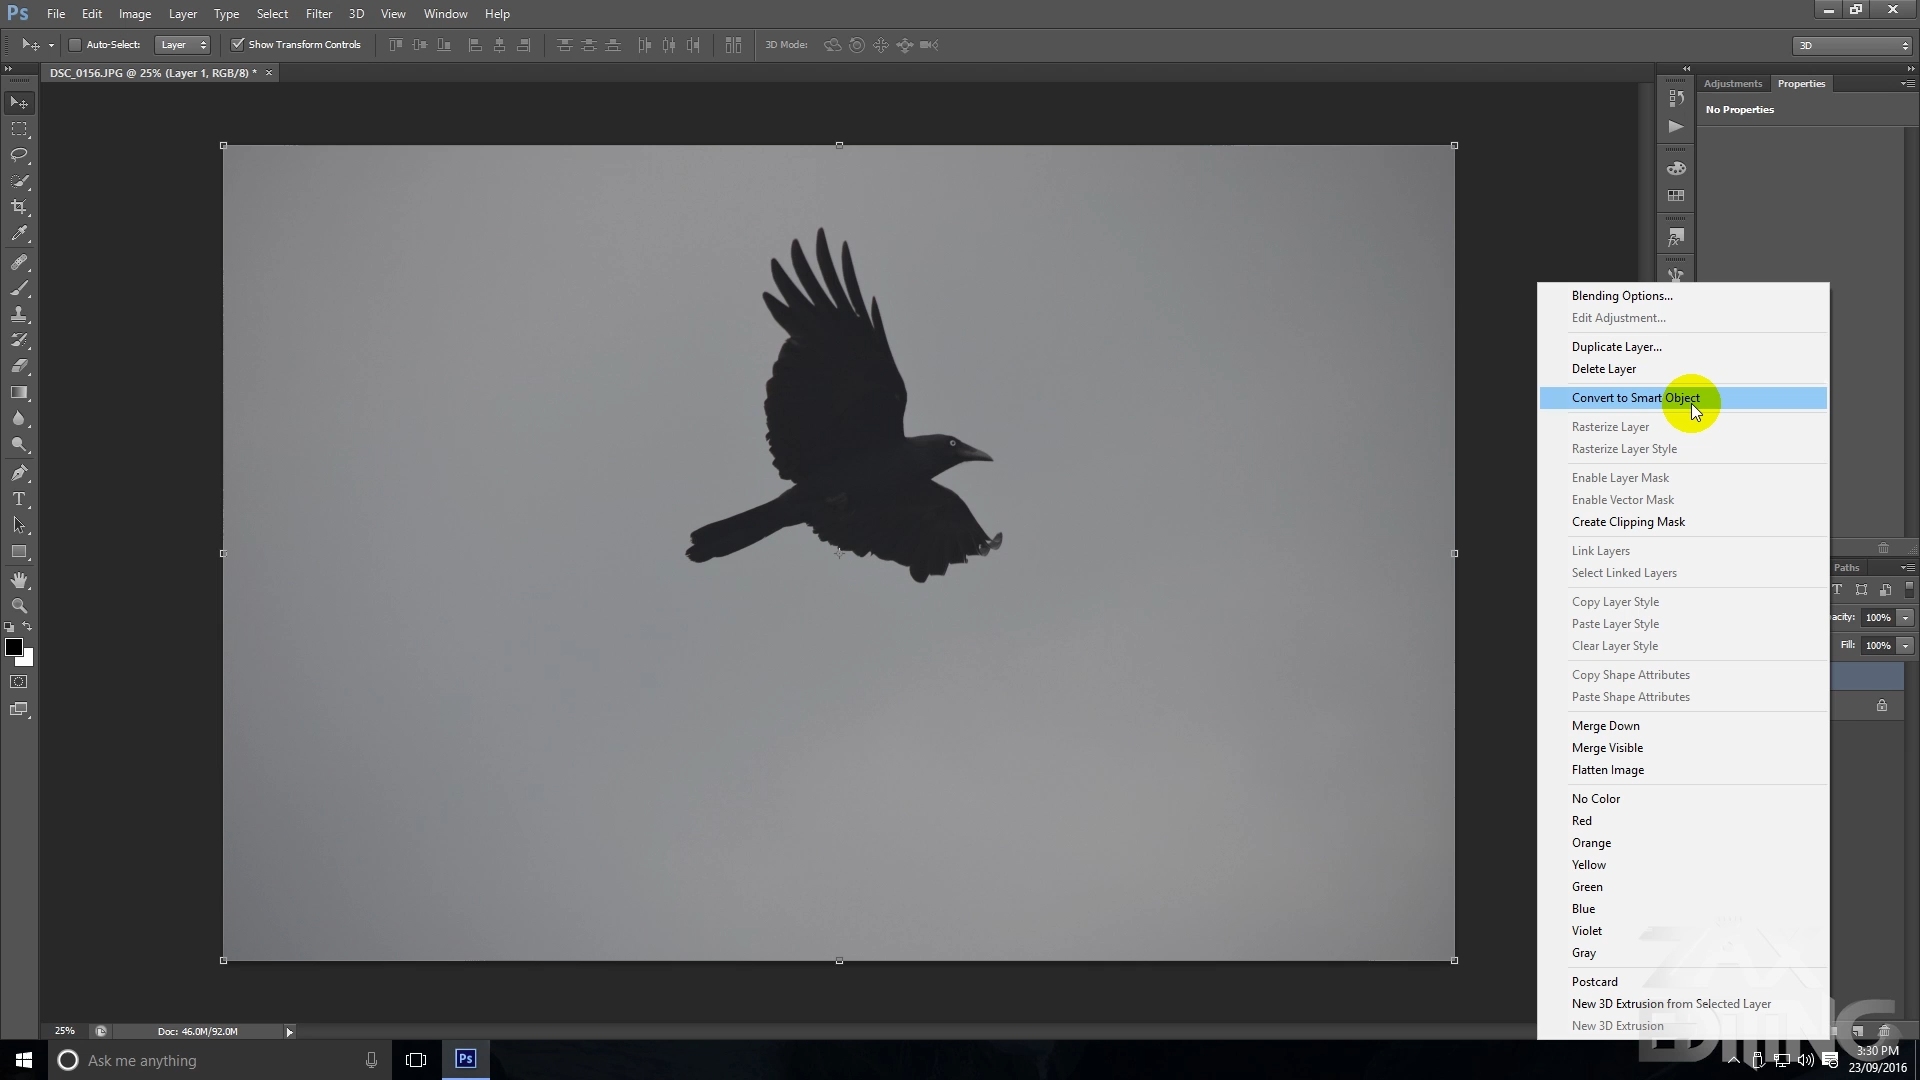 Ps File Edit Image Layer Type Select Filter 3D View Window Help
Auto-Select: Layer Show Transform Controls 3D Mode: 3D
DSC_0156.JPG @ 25% (Layer 1, RGB/8) * ×
Adjustments Properties
No Properties
Blending Options...
Edit Adjustment...
Duplicate Layer...
Delete Layer
Convert to Smart Object
Rasterize Layer
Rasterize Layer Style
Enable Layer Mask
Enable Vector Mask
Create Clipping Mask
Link Layers
Select Linked Layers
Copy Layer Style
Paste Layer Style
Clear Layer Style
Copy Shape Attributes
Paste Shape Attributes
Merge Down
Merge Visible
Flatten Image
No Color
Red
Orange
Yellow
Green
Blue
Violet
Gray
Postcard
New 3D Extrusion from Selected Layer
New 3D Extrusion
Paths
acity: 100%
Fill: 100%
EDITING
25% Doc: 46.0M/92.0M
Ask me anything
Ps
3:30 PM
23/09/2016